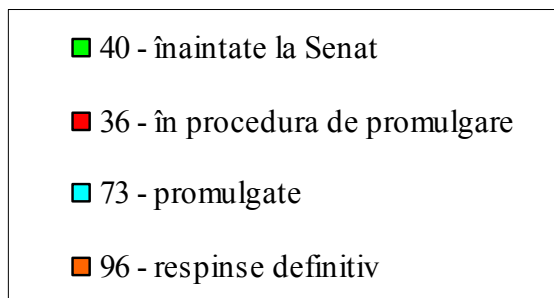 40 - înaintate la Senat
36 - în procedura de promulgare
73 - promulgate
96 - respinse definitiv